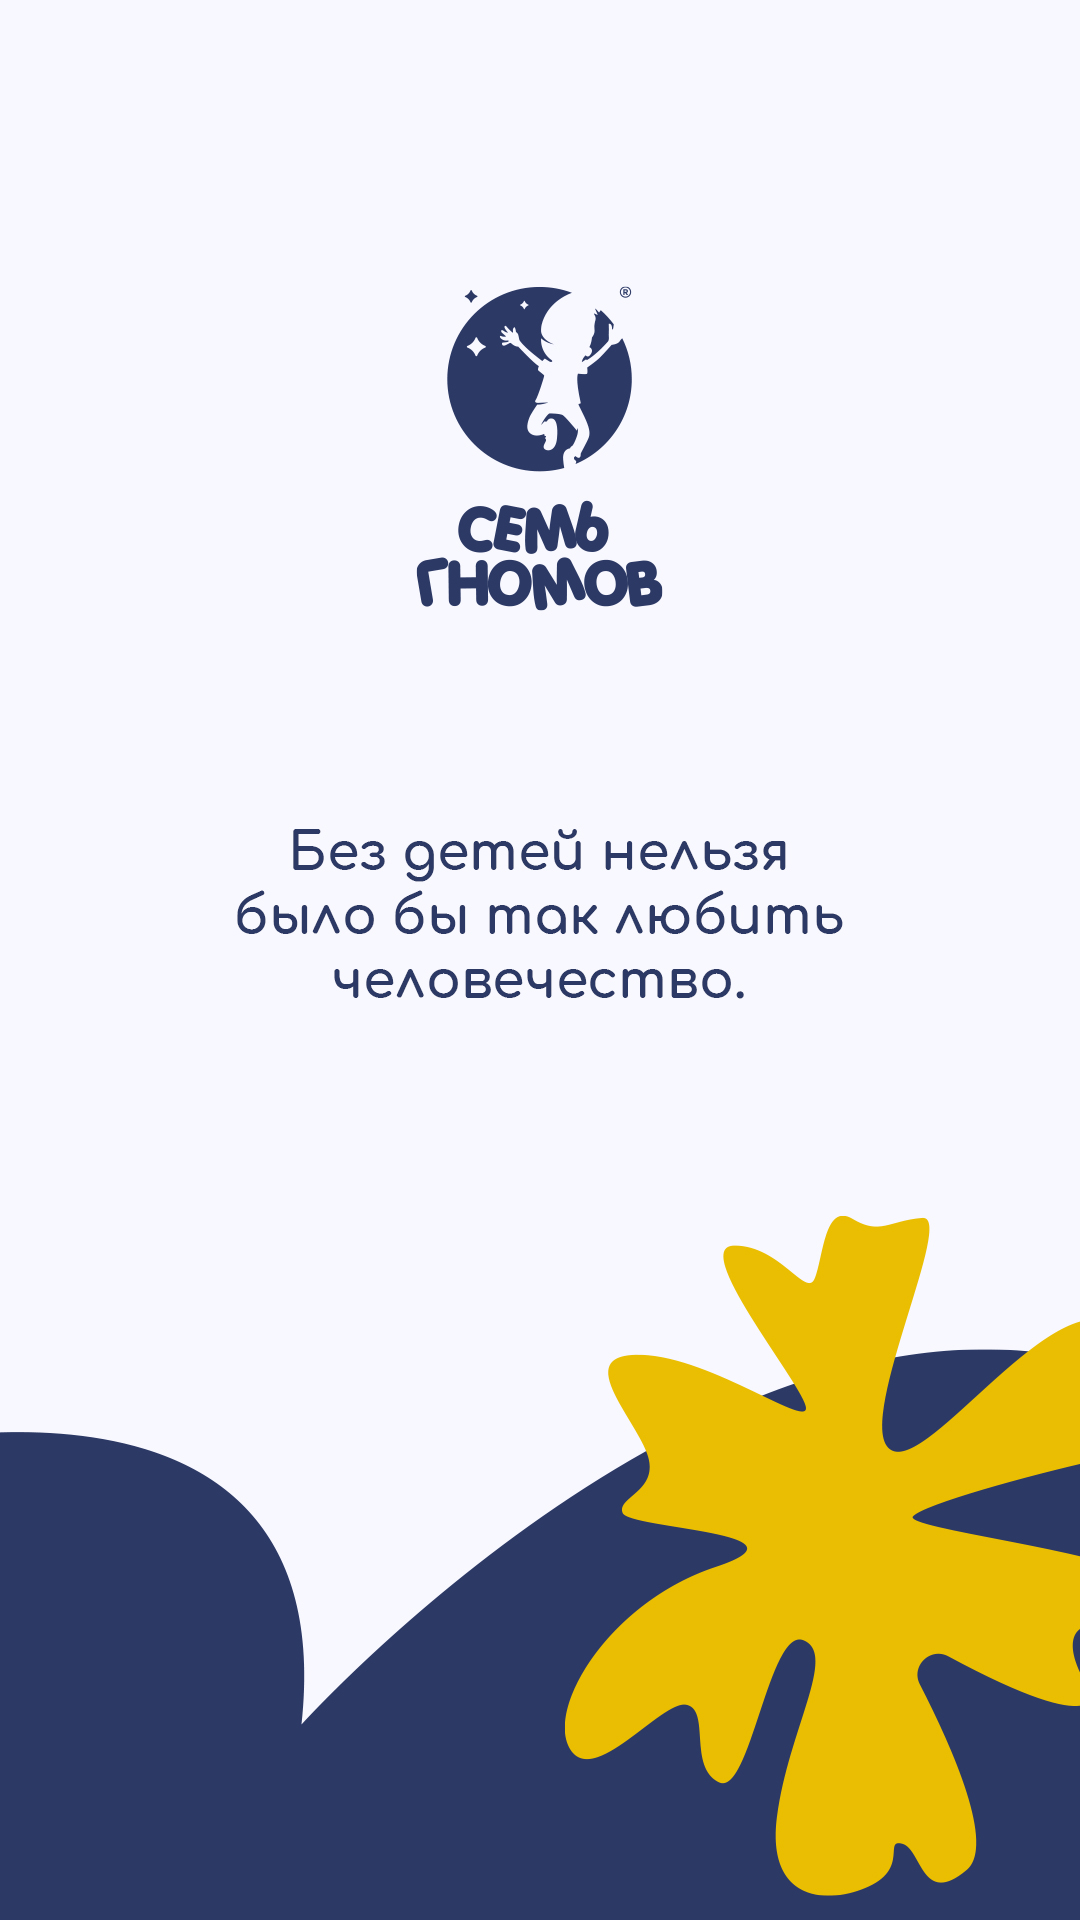 ®
СЕМЬ
ГНОМОВ
Без детей нельзя
было бы так любить
человечество.